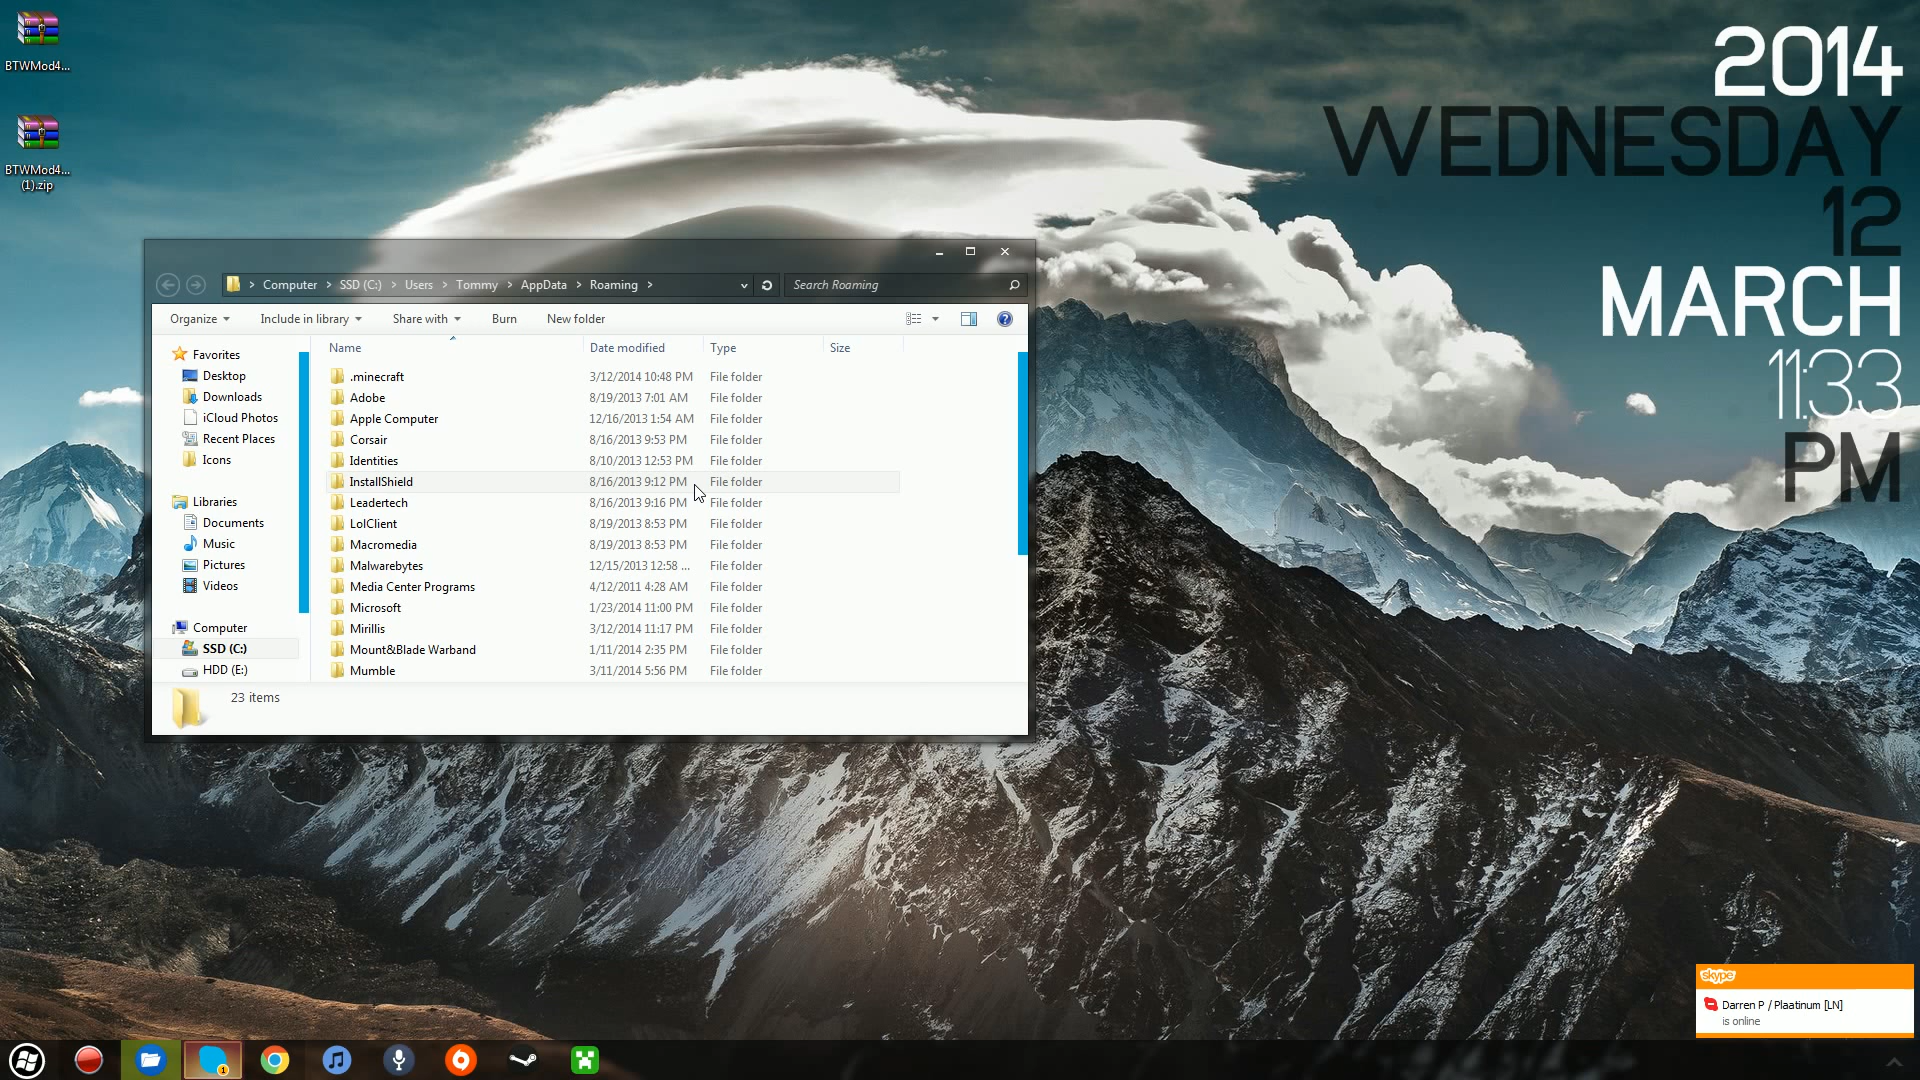 BTWMod4...
BTWMod4...
(1).zip
2014
WEDNESDAY
12
MARCH
11:33
PM
Computer SSD (C:) Users Tommy AppData Roaming
Search Roaming
Organize Include in library Share with Burn New folder
Favorites
Desktop
Downloads
iCloud Photos
Recent Places
Icons
Libraries
Documents
Music
Pictures
Videos
Computer
SSD (C:)
HDD (E:)
Name Date modified Type Size
.minecraft 3/12/2014 10:48 PM File folder
Adobe 8/19/2013 7:01 AM File folder
Apple Computer 12/16/2013 1:54 AM File folder
Corsair 8/16/2013 9:53 PM File folder
Identities 8/10/2013 12:53 PM File folder
InstallShield 8/16/2013 9:12 PM File folder
Leadertech 8/16/2013 9:16 PM File folder
LolClient 8/19/2013 8:53 PM File folder
Macromedia 8/19/2013 8:53 PM File folder
Malwarebytes 12/15/2013 12:58 ... File folder
Media Center Programs 4/12/2011 4:28 AM File folder
Microsoft 1/23/2014 11:00 PM File folder
Mirillis 3/12/2014 11:17 PM File folder
Mount&Blade Warband 1/11/2014 2:35 PM File folder
Mumble 3/11/2014 5:56 PM File folder
23 items
skype
Darren P / Plaatinum [LN]
is online
1